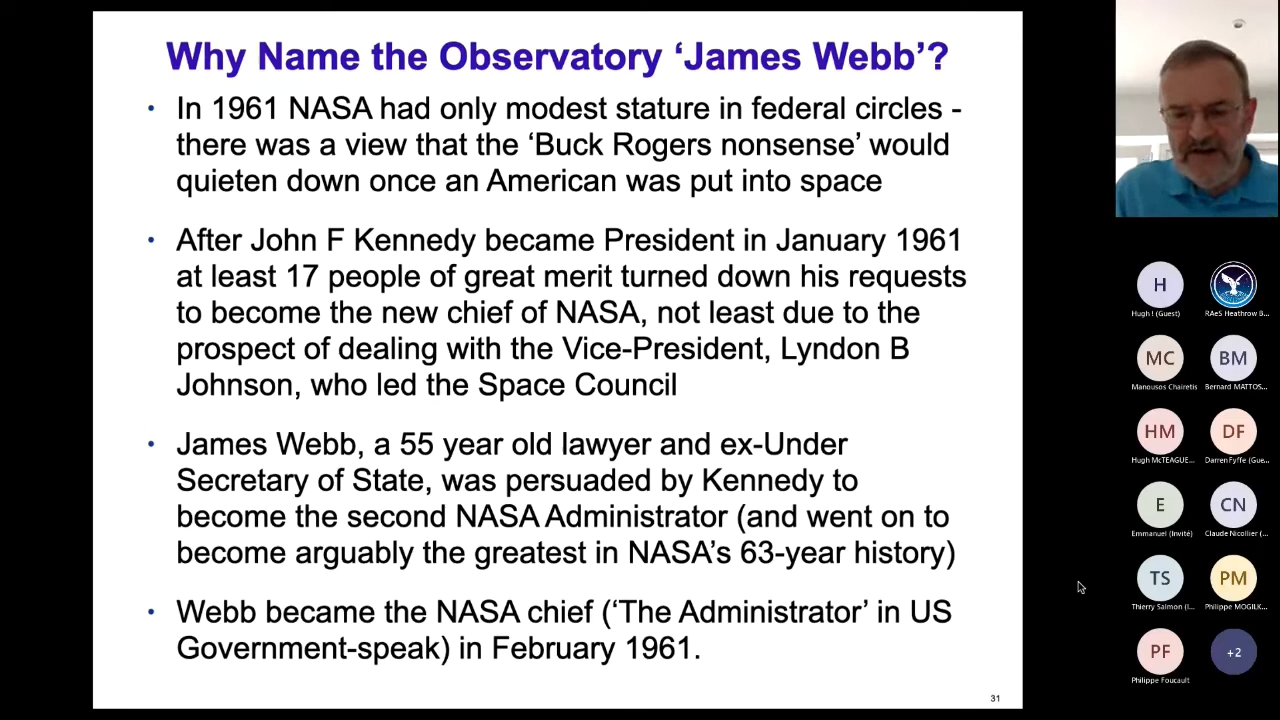 Why Name the Observatory ‘James Webb’?
• In 1961 NASA had only modest stature in federal circles -
there was a view that the ‘Buck Rogers nonsense’ would
quieten down once an American was put into space
• After John F Kennedy became President in January 1961
at least 17 people of great merit turned down his requests
to become the new chief of NASA, not least due to the
prospect of dealing with the Vice-President, Lyndon B
Johnson, who led the Space Council
• James Webb, a 55 year old lawyer and ex-Under
Secretary of State, was persuaded by Kennedy to
become the second NASA Administrator (and went on to
become arguably the greatest in NASA’s 63-year history)
• Webb became the NASA chief (‘The Administrator’ in US
Government-speak) in February 1961.
31
H
Hugh ! (Guest)
RAeS Heathrow B...
MC
Manousos Chairetis
BM
Bernard MATTOS...
HM
Hugh McTEAGUE...
DF
Darren Fyffe (Gue...
E
Emmanuel (Invité)
CN
Claude Nicollier (...
TS
Thierry Salmon (I...
PM
Philippe MOGILK...
PF
Philippe Foucault
+2